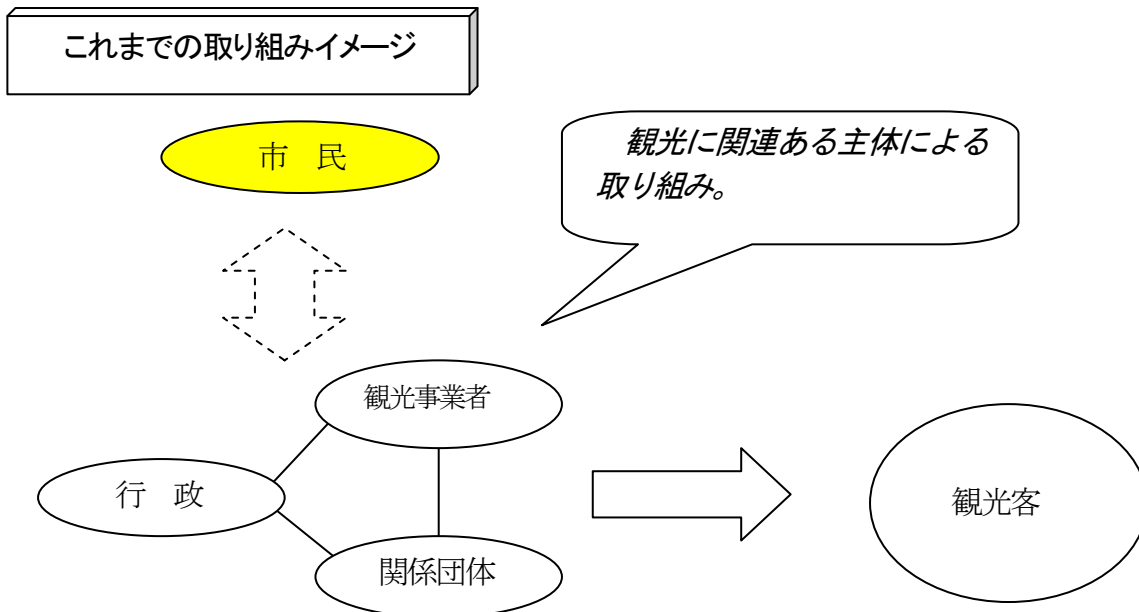 これまでの取り組みイメージ
市　民
観光に関連ある主体による
取り組み。
観光事業者
行　政
観光客
関係団体